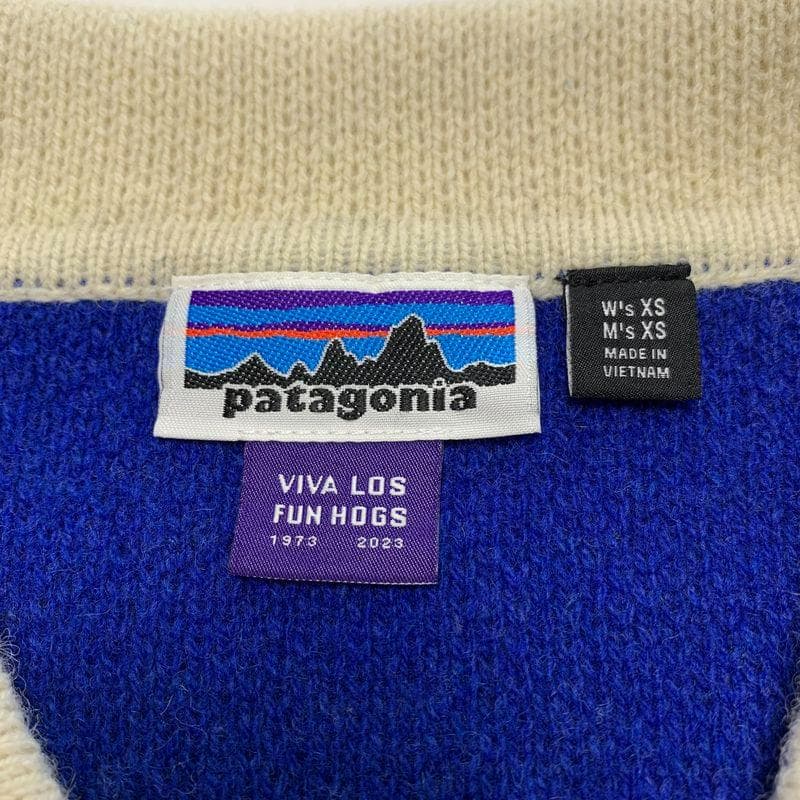 patagonia
VIVA LOS
FUN HOGS
1973 2023
W's XS
M's XS
MADE IN
VIETNAM